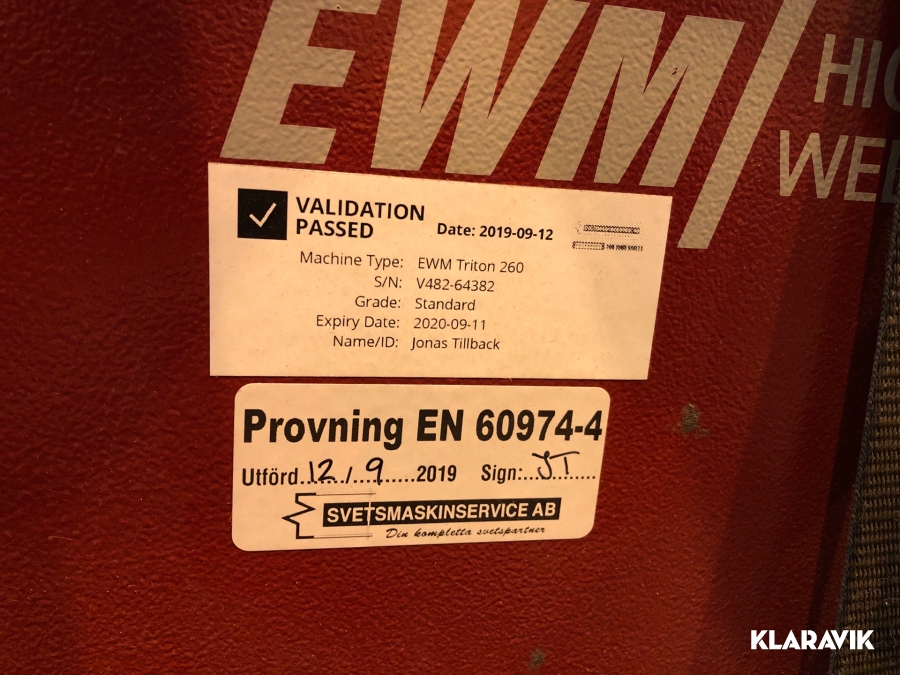 EWM
HIG
WEL
VALIDATION
PASSED
Date: 2019-09-12
Machine Type: EWM Triton 260
S/N: V482-64382
Grade: Standard
Expiry Date: 2020-09-11
Name/ID: Jonas Tillback
Provning EN 60974-4
Utförd 12/9 2019 Sign: JT
SVETSMASKINSERVICE AB
Din kompletta svetspartner
KLARAVIK